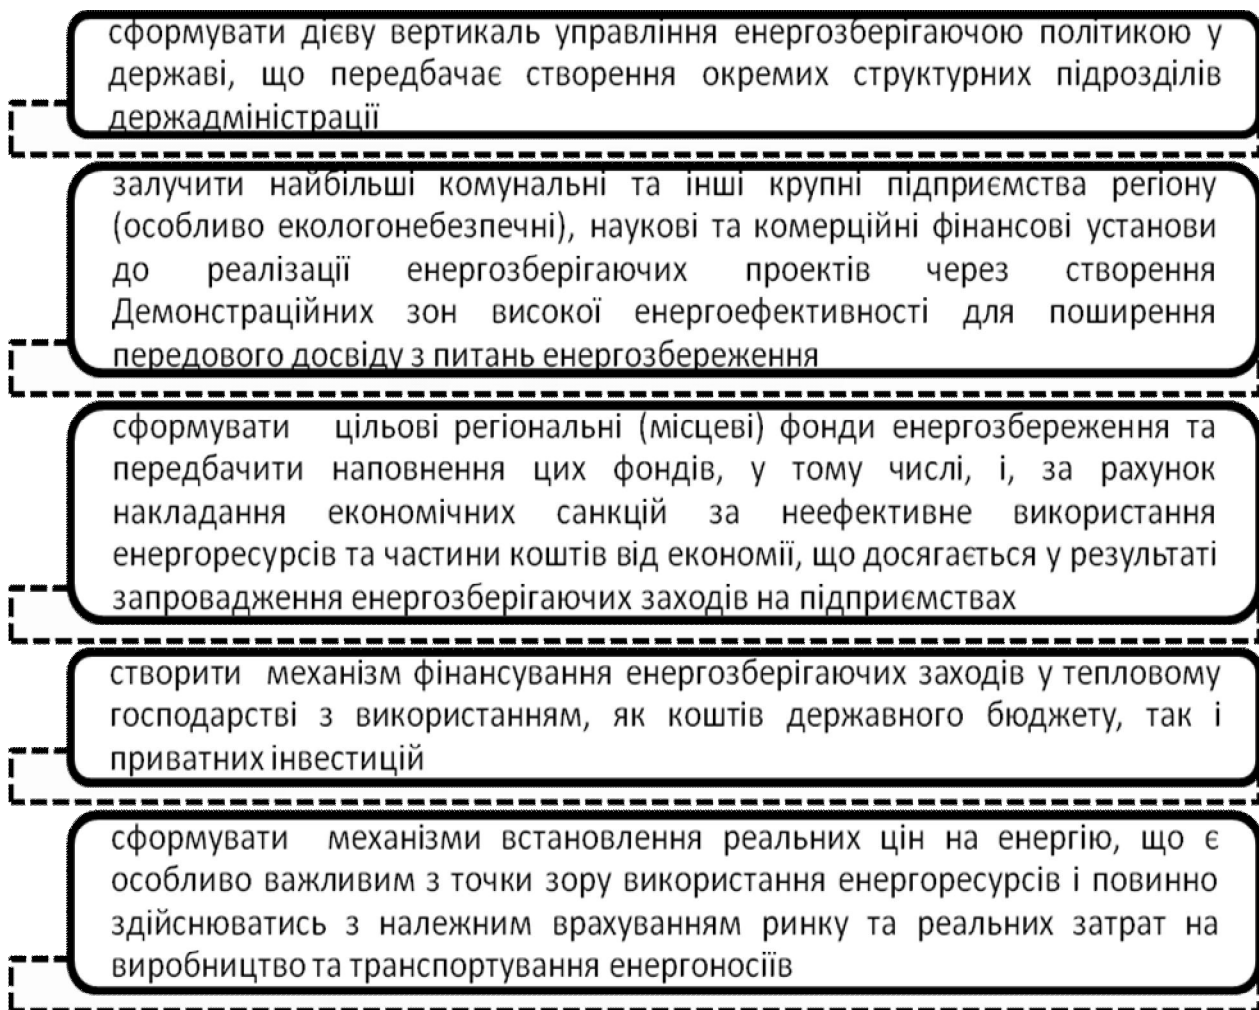 сформувати дієву вертикаль управління енергозберігаючою політикою у
державі, що передбачає створення окремих структурних підрозділів
держадміністрації
залучити найбільші комунальні та інші крупні підприємства регіону
(особливо екологонебезпечні), наукові та комерційні фінансові установи
до реалізації енергозберігаючих проектів через створення
Демонстраційних зон високої енергоефективності для поширення
передового досвіду з питань енергозбереження
сформувати цільові регіональні (місцеві) фонди енергозбереження та
передбачити наповнення цих фондів, у тому числі, і, за рахунок
накладання економічних санкцій за неефективне використання
енергоресурсів та частини коштів від економії, що досягається у результаті
запровадження енергозберігаючих заходів на підприємствах
створити механізм фінансування енергозберігаючих заходів у тепловому
господарстві з використанням, як коштів державного бюджету, так і
приватних інвестицій
сформувати механізми встановлення реальних цін на енергію, що є
особливо важливим з точки зору використання енергоресурсів і повинно
здійснюватись з належним врахуванням ринку та реальних затрат на
виробництво та транспортування енергоносіїв